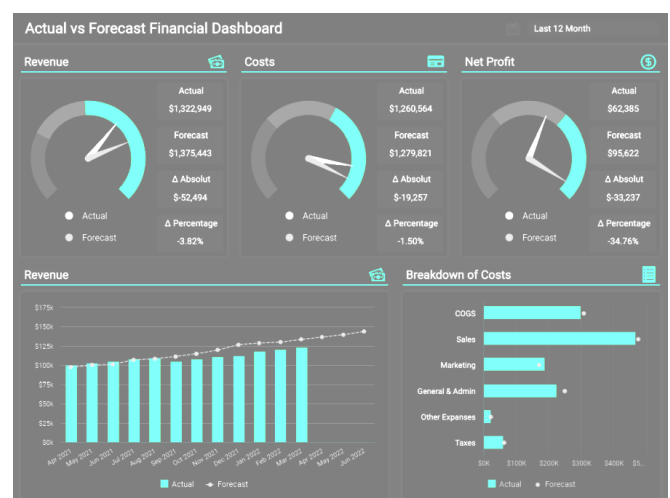 Actual vs Forecast Financial Dashboard
Last 12 Month
Revenue
Actual
$1,322,949
Forecast
$1,375,443
Δ Absolut
$-52,494
Δ Percentage
-3.82%
Actual
Forecast
Costs
Actual
$1,260,564
Forecast
$1,279,821
Δ Absolut
$-19,257
Δ Percentage
-1.50%
Actual
Forecast
Net Profit
Actual
$62,385
Forecast
$95,622
Δ Absolut
$-33,237
Δ Percentage
-34.76%
Actual
Forecast
Revenue
$175k
$150k
$125k
$100k
$75k
$50k
$25k
$0k
Apr 2021
May 2021
Jun 2021
Jul 2021
Aug 2021
Sep 2021
Oct 2021
Nov 2021
Dec 2021
Jan 2022
Feb 2022
Mar 2022
Apr 2022
May 2022
Jun 2022
Actual
Forecast
Breakdown of Costs
COGS
Sales
Marketing
General & Admin
Other Expanses
Taxes
$0K $100K $200K $300K $400K $5...
Actual
Forecast